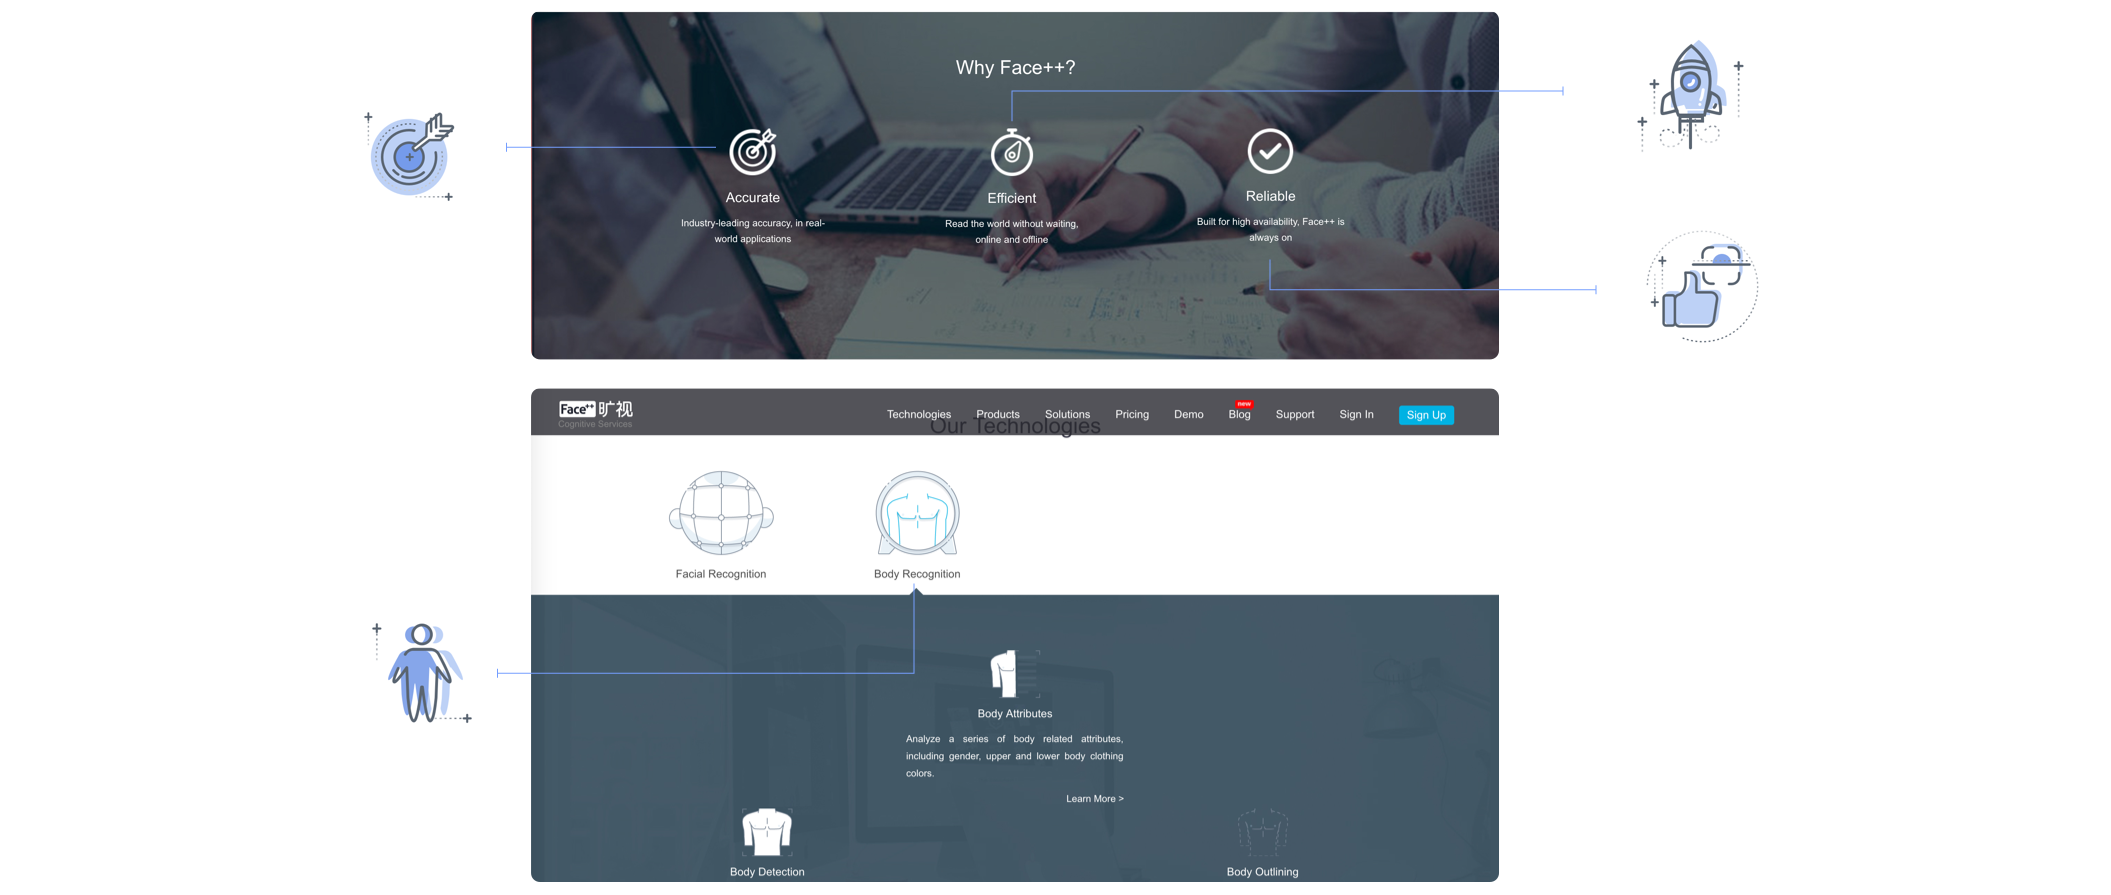 Why Face++?
Accurate
Industry-leading accuracy, in real-
world applications
Efficient
Read the world without waiting,
online and offline
Reliable
Built for high availability, Face++ is
always on
Face++ 旷视
Cognitive Services
Technologies Products Solutions Pricing Demo Blog new Support Sign In Sign Up
Our Technologies
Facial Recognition
Body Recognition
Body Attributes
Analyze a series of body related attributes,
including gender, upper and lower body clothing
colors.
Learn More >
Body Detection
Body Outlining